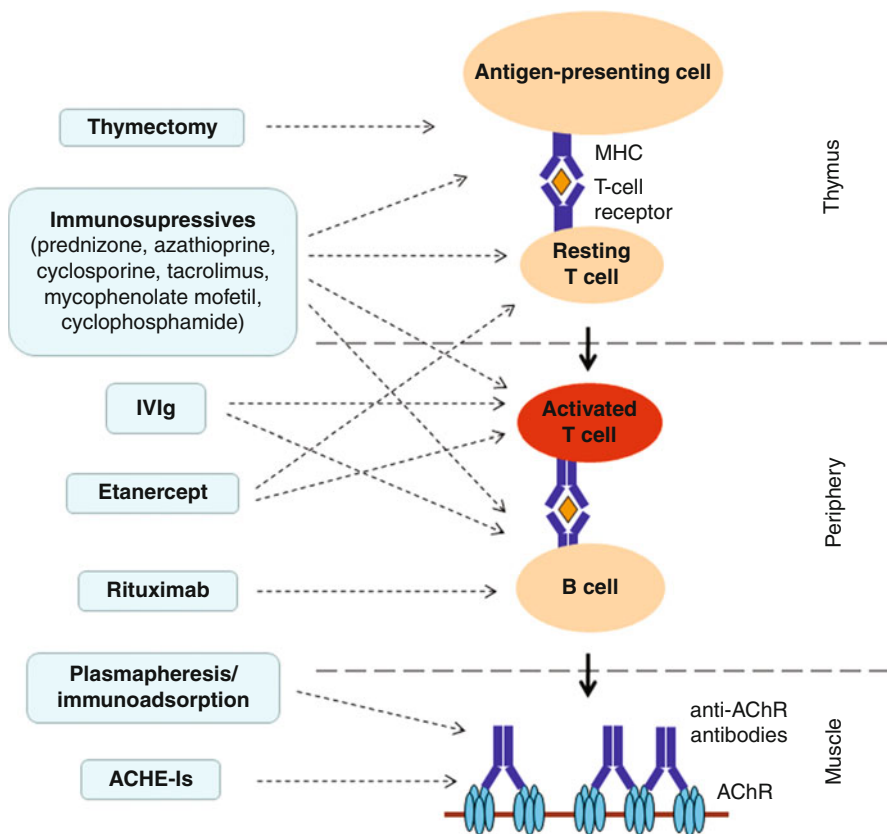 Antigen-presenting cell
Thymectomy
MHC
T-cell
receptor
Thymus
Immunosupressives
(prednizone, azathioprine,
cyclosporine, tacrolimus,
mycophenolate mofetil,
cyclophosphamide)
Resting
T cell
IVIg
Activated
T cell
Etanercept
Periphery
Rituximab
B cell
Plasmapheresis/
immunoadsorption
anti-AChR
antibodies
Muscle
ACHE-Is
AChR